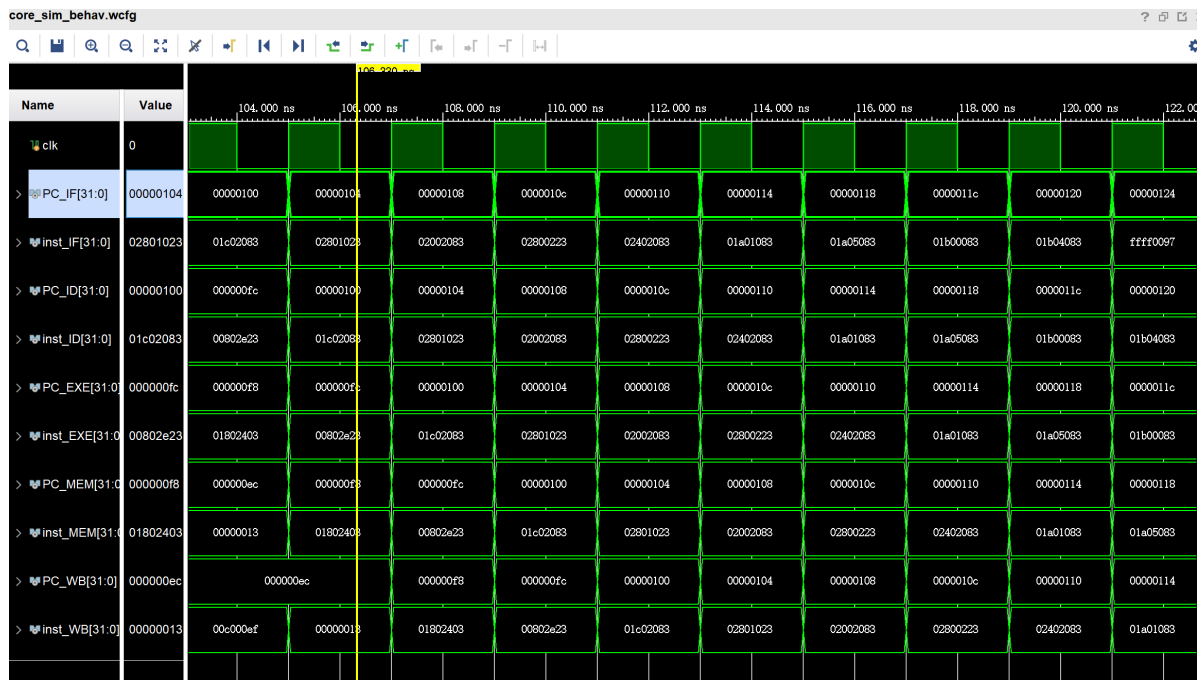 core_sim_behav.wcfg
106.330 ns
Name Value 104.000 ns 106.000 ns 108.000 ns 110.000 ns 112.000 ns 114.000 ns 116.000 ns 118.000 ns 120.000 ns 122.00
clk 0
PC_IF[31:0] 00000104 00000100 00000104 00000108 0000010c 00000110 00000114 00000118 0000011c 00000120 00000124
inst_IF[31:0] 02801023 01c02083 02801023 02002083 02800223 02402083 01a01083 01a05083 01b00083 01b04083 ffff0097
PC_ID[31:0] 00000100 000000fc 00000100 00000104 00000108 0000010c 00000110 00000114 00000118 0000011c 00000120
inst_ID[31:0] 01c02083 00802e23 01c02083 02801023 02002083 02800223 02402083 01a01083 01a05083 01b00083 01b04083
PC_EXE[31:0] 000000fc 000000f8 000000fc 00000100 00000104 00000108 0000010c 00000110 00000114 00000118 0000011c
inst_EXE[31:0 00802e23 01802403 00802e23 01c02083 02801023 02002083 02800223 02402083 01a01083 01a05083 01b00083
PC_MEM[31:0 000000f8 000000ec 000000f8 000000fc 00000100 00000104 00000108 0000010c 00000110 00000114 00000118
inst_MEM[31:0 01802403 00000013 01802403 00802e23 01c02083 02801023 02002083 02800223 02402083 01a01083 01a05083
PC_WB[31:0] 000000ec 000000ec 000000f8 000000fc 00000100 00000104 00000108 0000010c 00000110 00000114
inst_WB[31:0] 00000013 00c000ef 00000013 01802403 00802e23 01c02083 02801023 02002083 02800223 02402083 01a01083